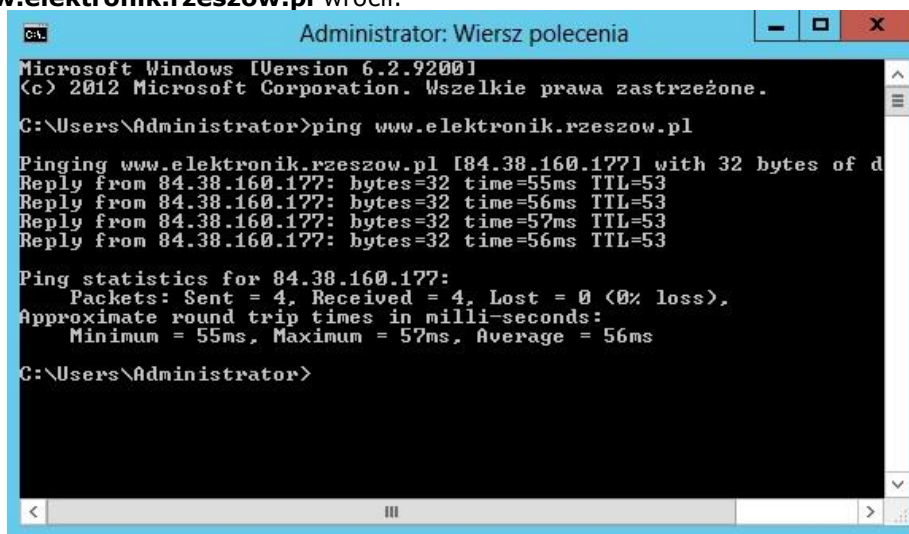 w.elektronik.rzeszow.pl wrócił.
Administrator: Wiersz polecenia
Microsoft Windows [Version 6.2.9200]
(c) 2012 Microsoft Corporation. Wszelkie prawa zastrzeżone.
C:\Users\Administrator>ping www.elektronik.rzeszow.pl
Pinging www.elektronik.rzeszow.pl [84.38.160.177] with 32 bytes of d
Reply from 84.38.160.177: bytes=32 time=55ms TTL=53
Reply from 84.38.160.177: bytes=32 time=56ms TTL=53
Reply from 84.38.160.177: bytes=32 time=57ms TTL=53
Reply from 84.38.160.177: bytes=32 time=56ms TTL=53
Ping statistics for 84.38.160.177:
Packets: Sent = 4, Received = 4, Lost = 0 (0% loss),
Approximate round trip times in milli-seconds:
Minimum = 55ms, Maximum = 57ms, Average = 56ms
C:\Users\Administrator>